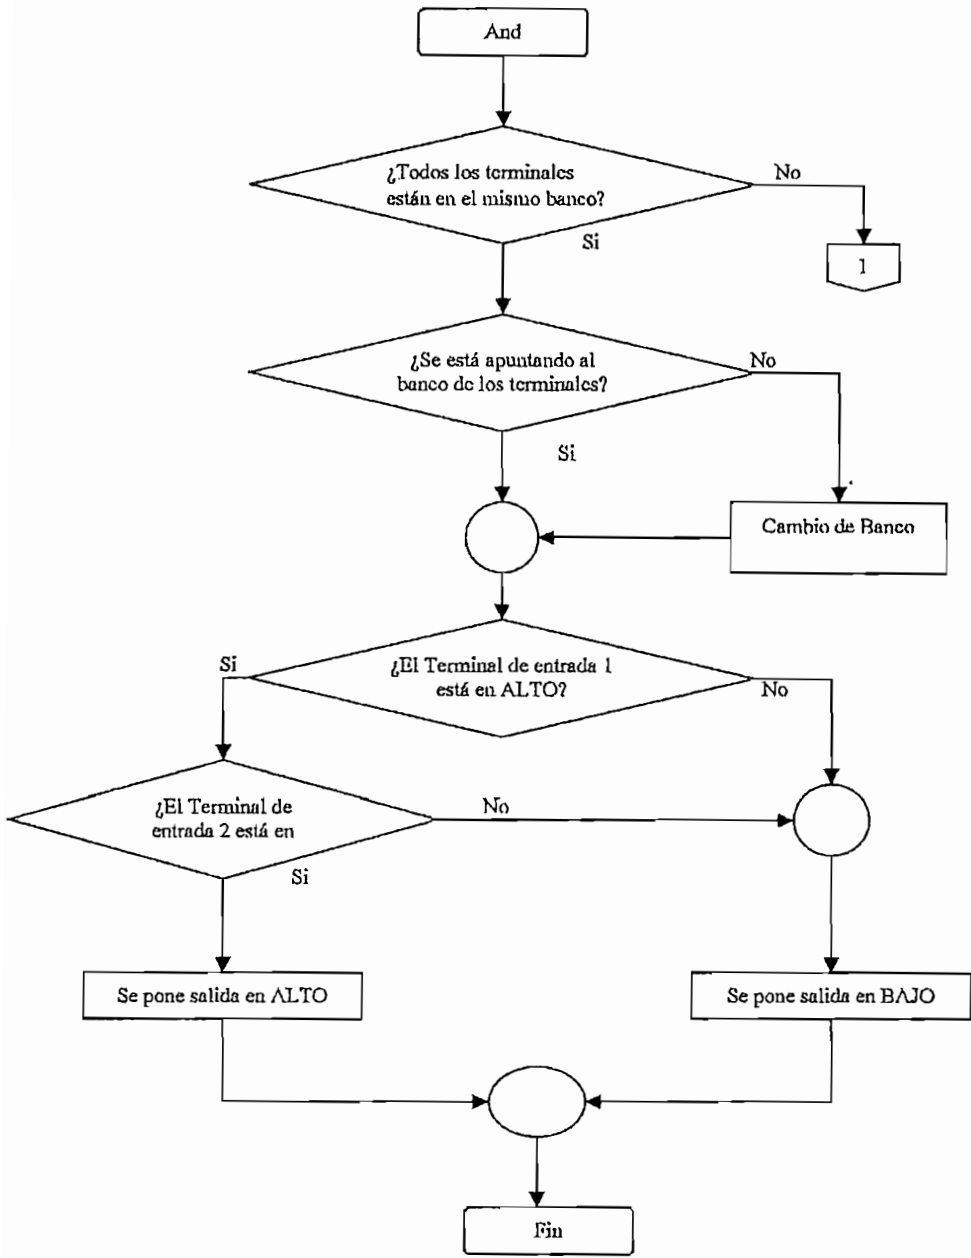 And
¿Todos los terminales
están en el mismo banco?
No
Si
1
¿Se está apuntando al
banco de los terminales?
No
Si
Cambio de Banco
¿El Terminal de entrada 1
está en ALTO?
Si
No
¿El Terminal de
entrada 2 está en
No
Si
Se pone salida en ALTO
Se pone salida en BAJO
Fin